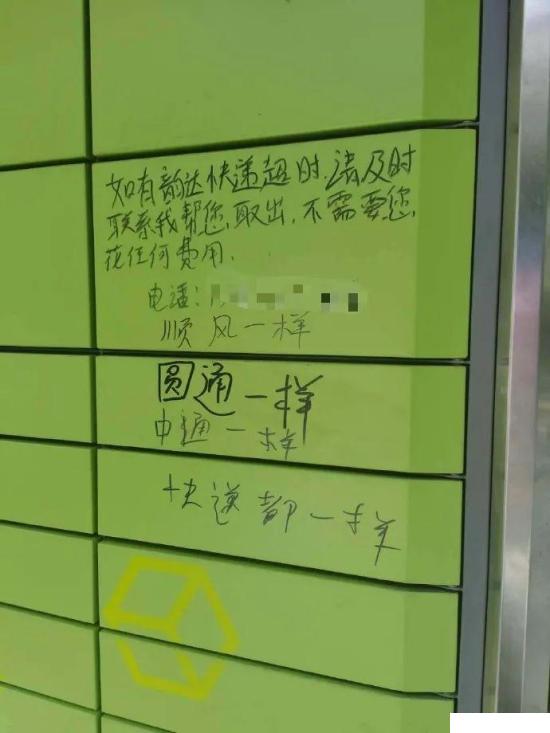 如有韵达快递超时.请及时
联系我帮您.取出.不需要您.
花任何费用.
电话:
顺风一样
圆通一样
中通一样
快递都一样